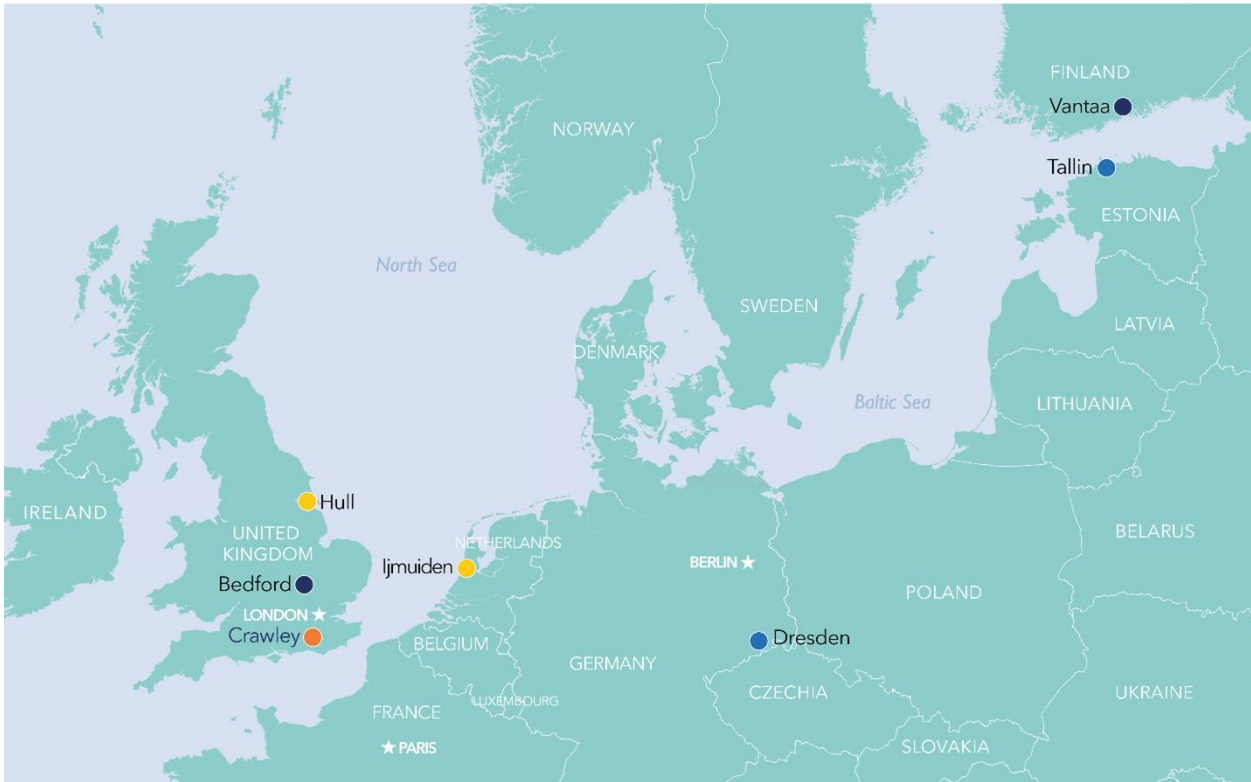 FINLAND
Vantaa
NORWAY
Tallin
ESTONIA
North Sea
SWEDEN
LATVIA
DENMARK
Baltic Sea
LITHUANIA
Hull
IRELAND
UNITED
KINGDOM
BELARUS
NETHERLANDS
Ijmuiden
BERLIN
Bedford
POLAND
LONDON
Crawley
Dresden
BELGIUM
GERMANY
CZECHIA
UKRAINE
LUXEMBOURG
FRANCE
PARIS
SLOVAKIA